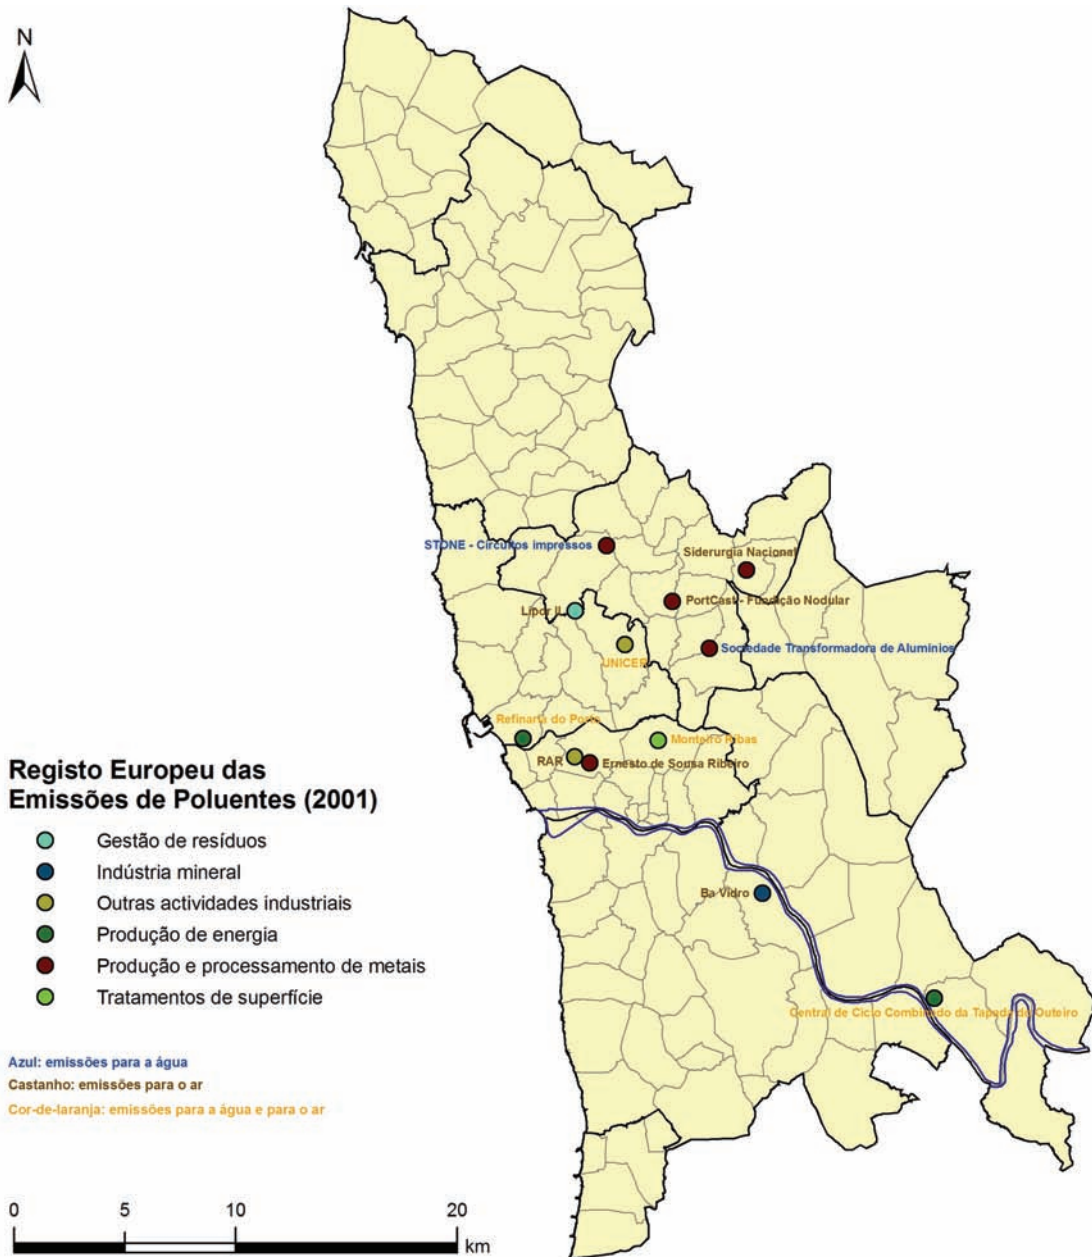 N
STONE - Circuitos impressos
Siderurgia Nacional
PortCast - Fundição Nodular
Lipor II
Sociedade Transformadora de Alumínios
UNICER
Refinaria do Porto
Monteiro Ribas
RAR
Ernesto de Sousa Ribeiro
Ba Vidro
Central de Ciclo Combinado da Tapada do Outeiro
Registo Europeu das
Emissões de Poluentes (2001)
Gestão de resíduos
Indústria mineral
Outras actividades industriais
Produção de energia
Produção e processamento de metais
Tratamentos de superfície
Azul: emissões para a água
Castanho: emissões para o ar
Cor-de-laranja: emissões para a água e para o ar
0 5 10 20
km